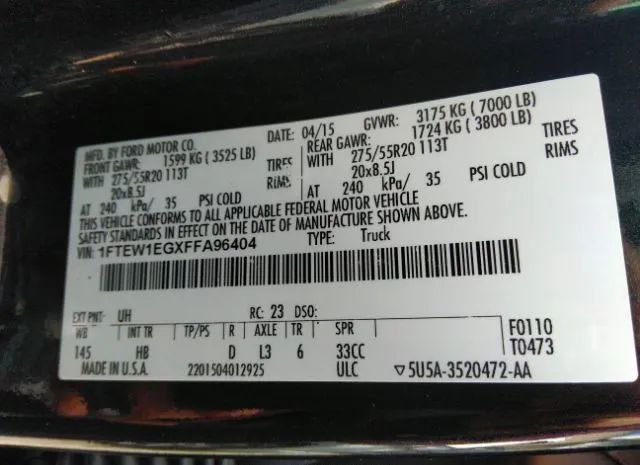 MFD. BY FORD MOTOR CO. DATE: 04/15 GVWR: 3175 KG ( 7000 LB)
FRONT GAWR: 1599 KG ( 3525 LB) REAR GAWR: 1724 KG ( 3800 LB)
WITH 275/55R20 113T TIRES WITH 275/55R20 113T TIRES
20x8.5J RIMS 20x8.5J RIMS
AT 240 kPa/ 35 PSI COLD AT 240 kPa/ 35 PSI COLD
THIS VEHICLE CONFORMS TO ALL APPLICABLE FEDERAL MOTOR VEHICLE
SAFETY STANDARDS IN EFFECT ON THE DATE OF MANUFACTURE SHOWN ABOVE.
VIN: 1FTEW1EGXFFA96404 TYPE: Truck
EXT PNT: UH RC: 23 DSO:
WB INT TR TP/PS R AXLE TR SPR F0110
145 HB D L3 6 33CC T0473
MADE IN U.S.A. 2201504012925 ULC ▽5U5A-3520472-AA